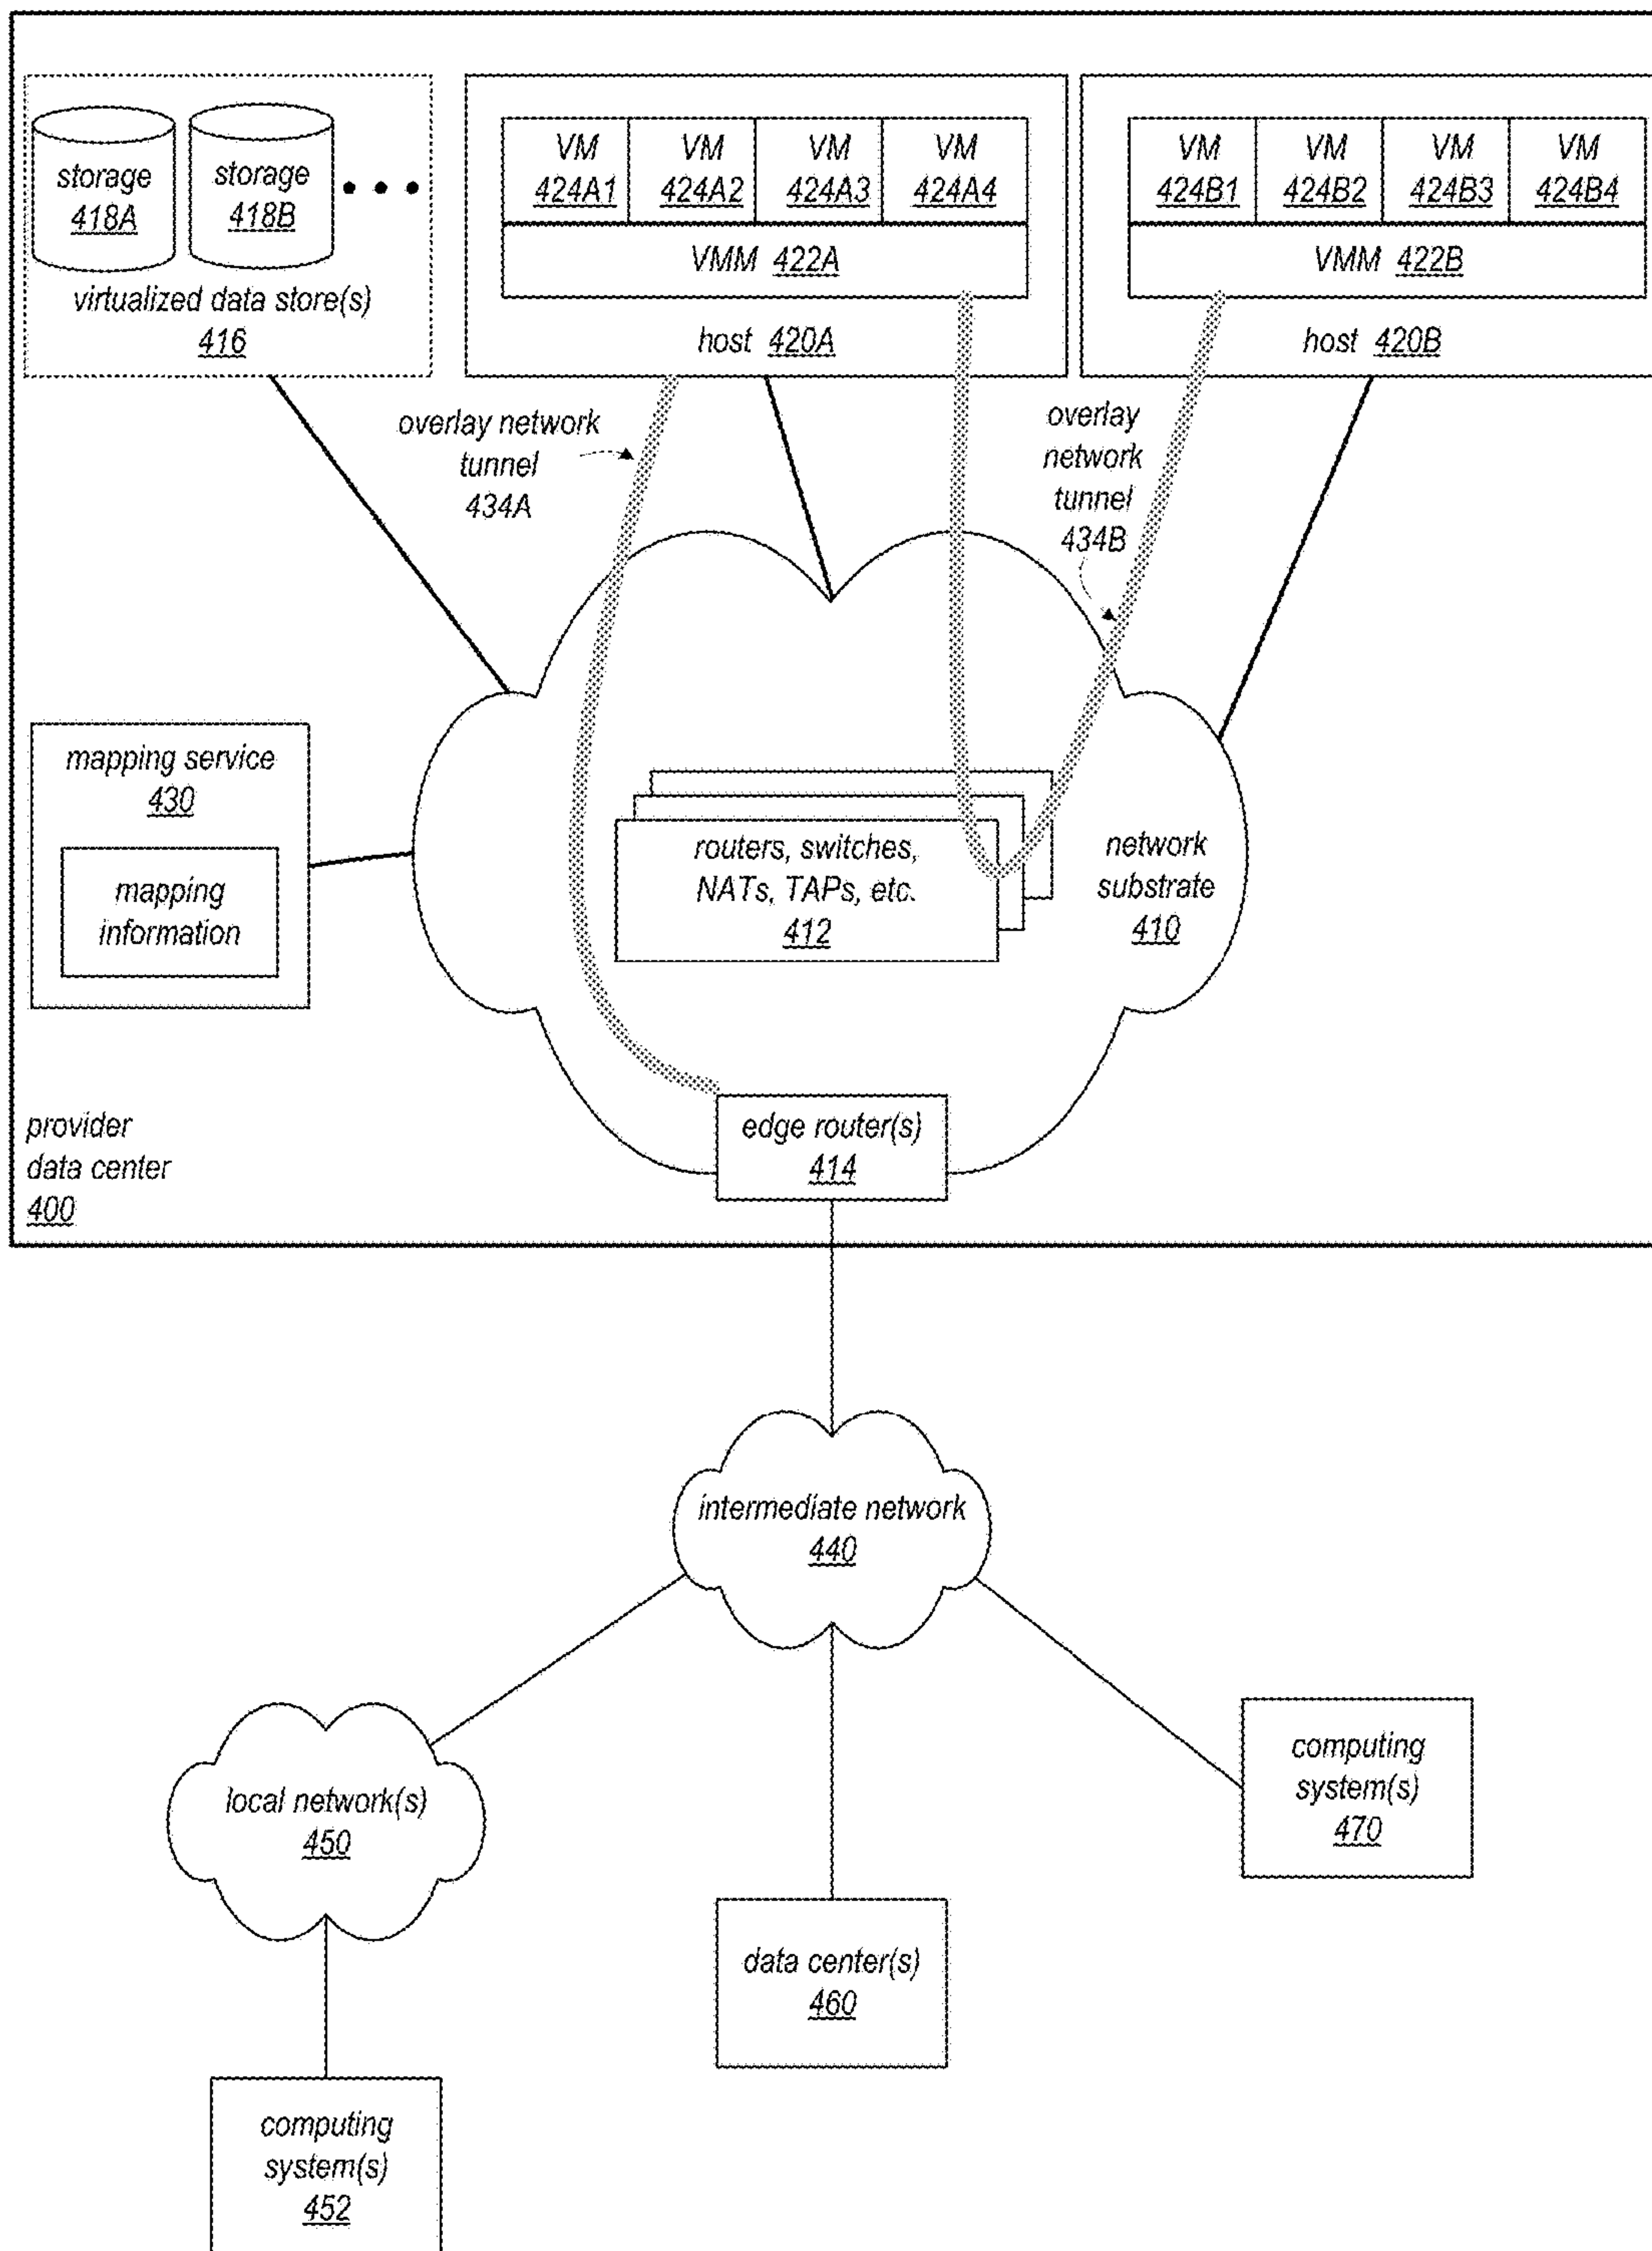 storage
418A
storage
418B
virtualized data store(s)
416
VM
424A1
VM
424A2
VM
424A3
VM
424A4
VMM 422A
host 420A
VM
424B1
VM
424B2
VM
424B3
VM
424B4
VMM 422B
host 420B
overlay network
tunnel
434A
overlay
network
tunnel
434B
mapping service
430
mapping
information
routers, switches,
NATs, TAPs, etc.
412
network
substrate
410
edge router(s)
414
provider
data center
400
intermediate network
440
local network(s)
450
computing
system(s)
470
data center(s)
460
computing
system(s)
452